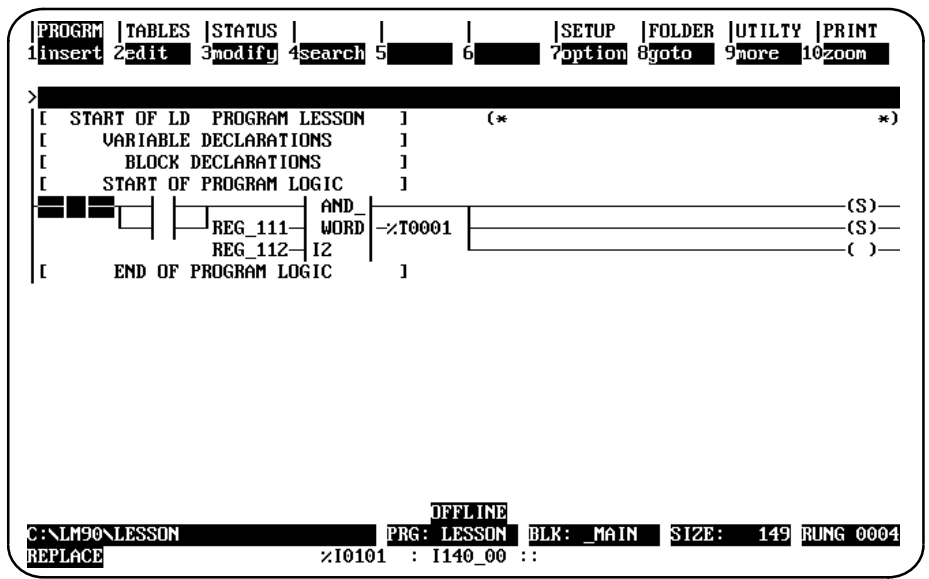 |PROGRM |TABLES |STATUS | | | |SETUP |FOLDER |UTILTY |PRINT
1insert 2edit 3modify 4search 5 6 7option 8goto 9more 10zoom
>
[ START OF LD PROGRAM LESSON ] (* *)
[ VARIABLE DECLARATIONS ]
[ BLOCK DECLARATIONS ]
[ START OF PROGRAM LOGIC ]
AND_ (S)
REG_111 WORD %T0001 (S)
REG_112 I2 ( )
[ END OF PROGRAM LOGIC ]
OFFLINE
C:\LM90\LESSON PRG: LESSON BLK: _MAIN SIZE: 149 RUNG 0004
REPLACE %I0101 : I140_00 ::